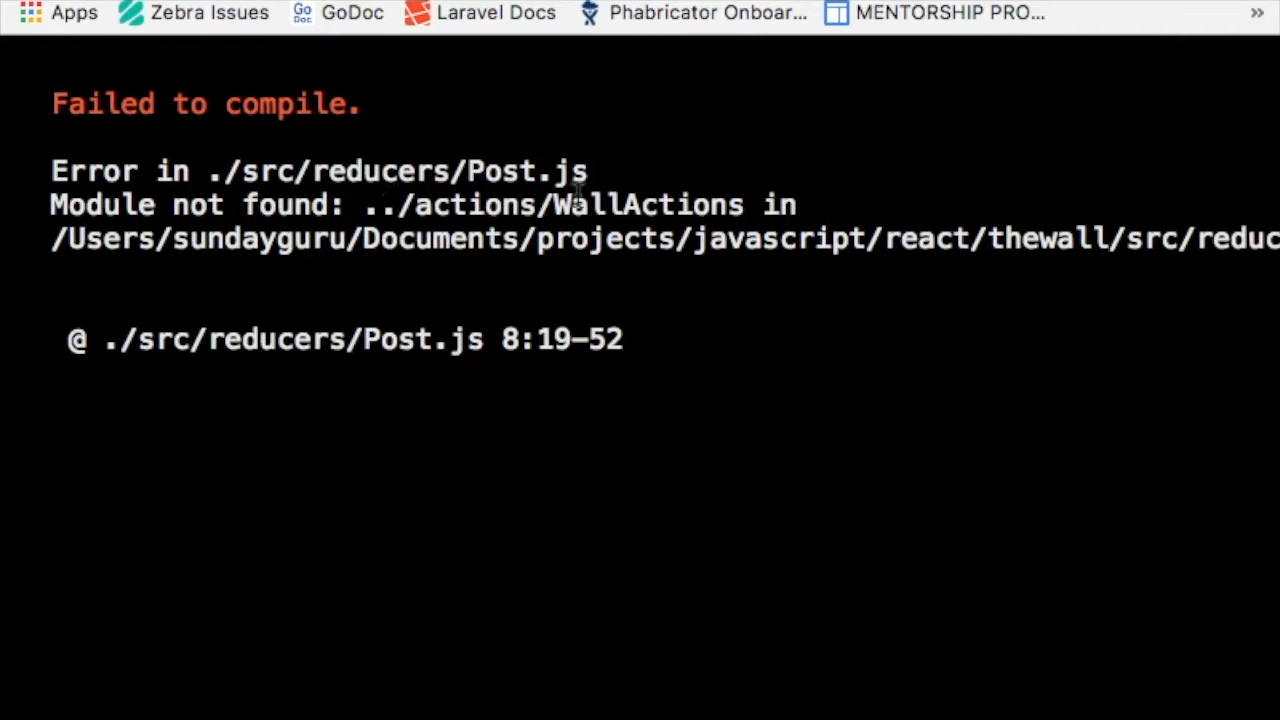 Apps Zebra Issues Go Doc GoDoc Laravel Docs Phabricator Onboar... MENTORSHIP PRO... »
Failed to compile.
Error in ./src/reducers/Post.js
Module not found: ../actions/WallActions in
/Users/sundayguru/Documents/projects/javascript/react/thewall/src/reduc
@ ./src/reducers/Post.js 8:19-52